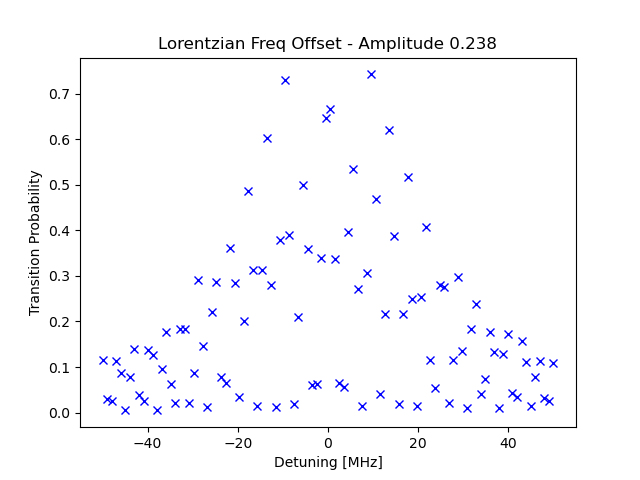 Lorentzian Freq Offset - Amplitude 0.238
Transition Probability
0.7
0.6
0.5
0.4
0.3
0.2
0.1
0.0
−40 −20 0 20 40
Detuning [MHz]